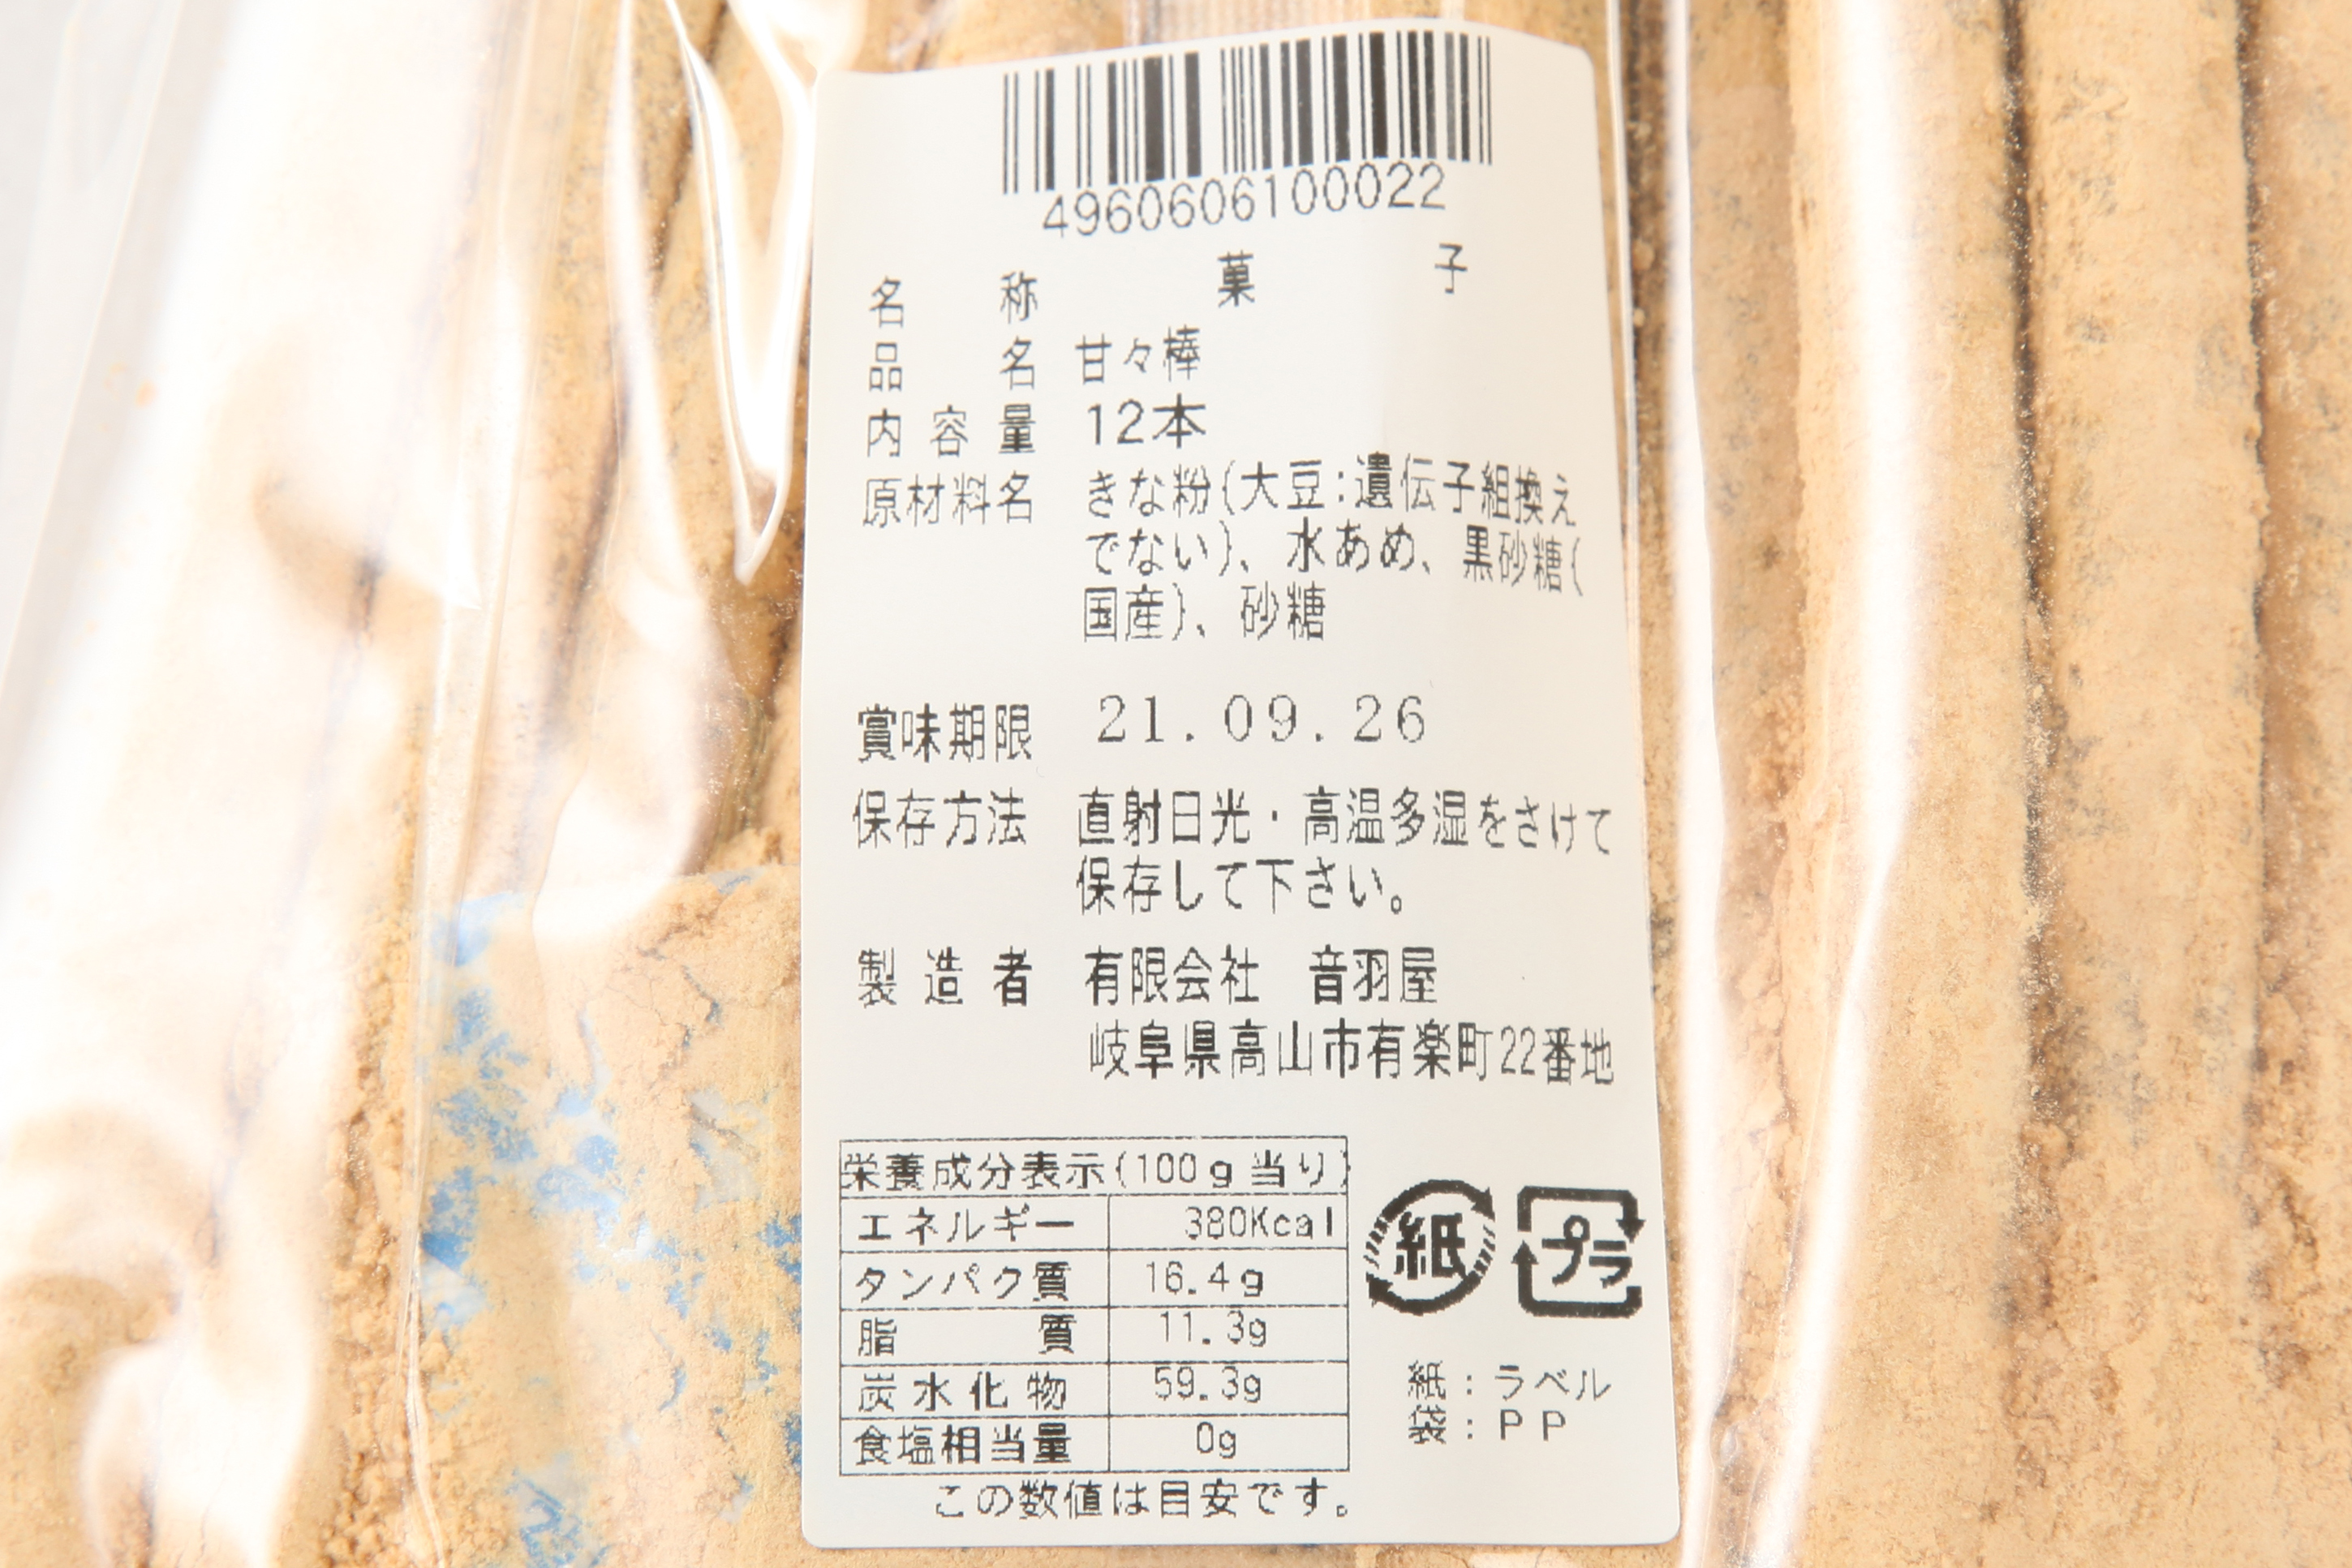 4960606100022
名称 菓子
品名 甘々棒
内容量 12本
原材料名 きな粉(大豆:遺伝子組換え
でない)、水あめ、黒砂糖(
国産)、砂糖
賞味期限 21.09.26
保存方法 直射日光・高温多湿をさけて
保存して下さい。
製造者 有限会社 音羽屋
岐阜県高山市有楽町22番地
栄養成分表示(100g当り)
エネルギー 380Kcal
タンパク質 16.4g
脂質 11.3g
炭水化物 59.3g
食塩相当量 0g
この数値は目安です。
紙 プラ
紙:ラベル
袋:PP